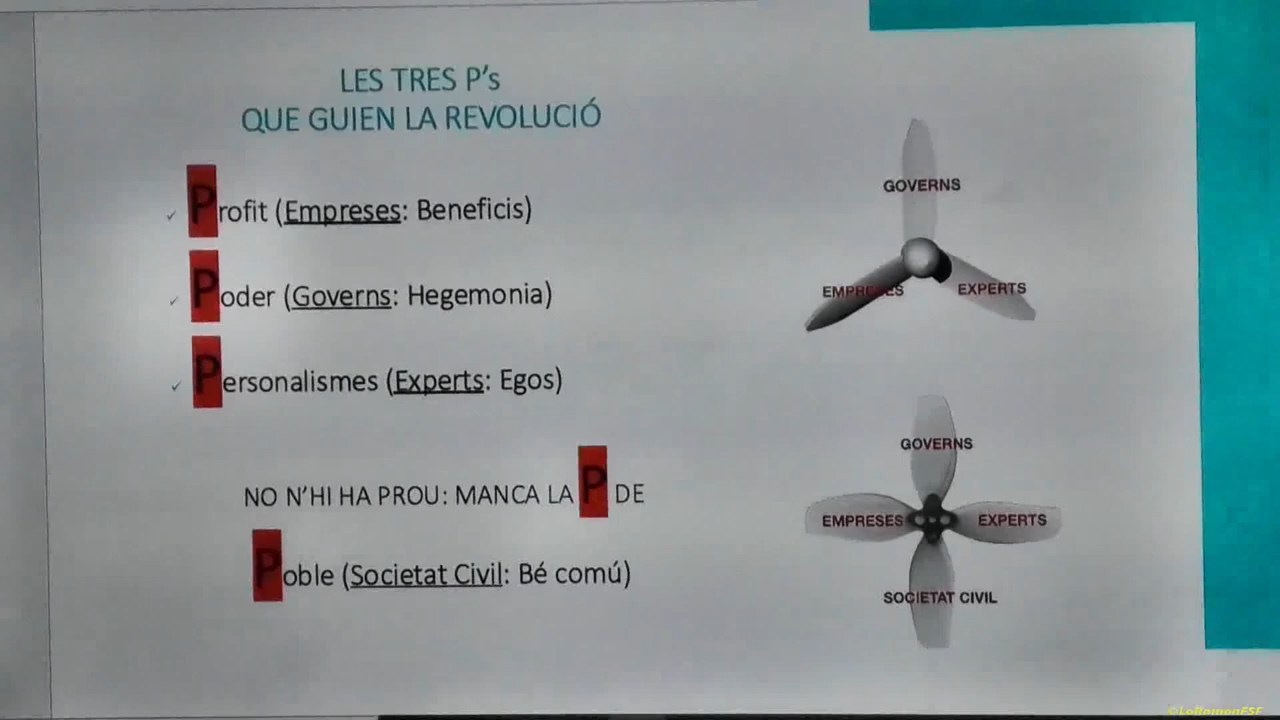 LES TRES P's
QUE GUIEN LA REVOLUCIÓ
Profit (Empreses: Beneficis)
Poder (Governs: Hegemonia)
Personalismes (Experts: Egos)
NO N'HI HA PROU: MANCA LA P DE
Poble (Societat Civil: Bé comú)
GOVERNS
EMPRESES
EXPERTS
GOVERNS
EMPRESES
EXPERTS
SOCIETAT CIVIL